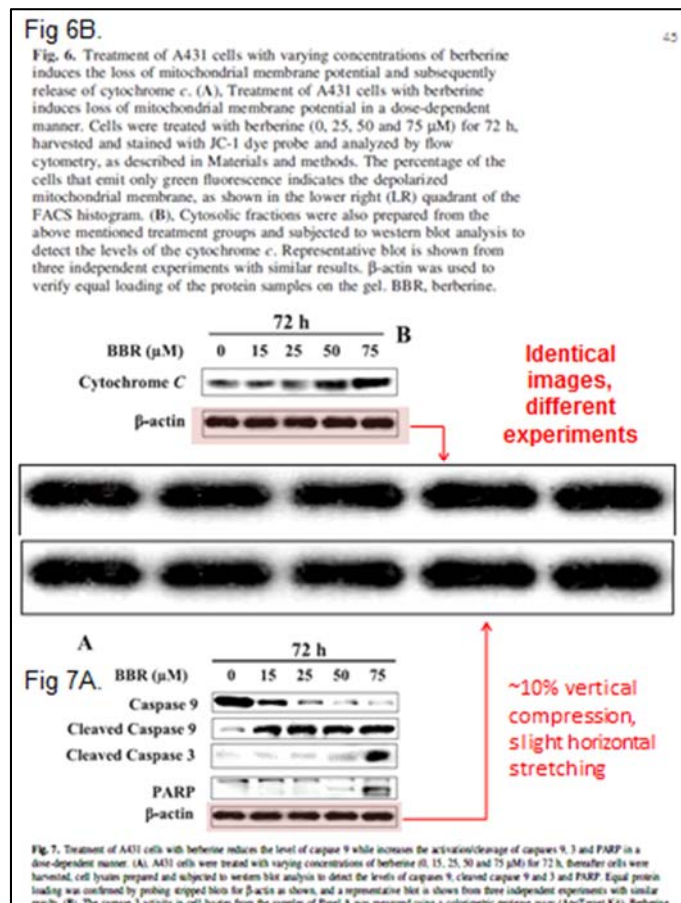 Fig 6B.
45
Fig. 6. Treatment of A431 cells with varying concentrations of berberine
induces the loss of mitochondrial membrane potential and subsequently
release of cytochrome c. (A), Treatment of A431 cells with berberine
induces loss of mitochondrial membrane potential in a dose-dependent
manner. Cells were treated with berberine (0, 25, 50 and 75 μM) for 72 h,
harvested and stained with JC-1 dye probe and analyzed by flow
cytometry, as described in Materials and methods. The percentage of the
cells that emit only green fluorescence indicates the depolarized
mitochondrial membrane, as shown in the lower right (LR) quadrant of the
FACS histogram. (B), Cytosolic fractions were also prepared from the
above mentioned treatment groups and subjected to western blot analysis to
detect the levels of the cytochrome c. Representative blot is shown from
three independent experiments with similar results. β-actin was used to
verify equal loading of the protein samples on the gel. BBR, berberine.
72 h
B
BBR (μM) 0 15 25 50 75
Cytochrome C
β-actin
Identical
images,
different
experiments
A
72 h
Fig 7A.
BBR (μM) 0 15 25 50 75
Caspase 9
Cleaved Caspase 9
Cleaved Caspase 3
PARP
β-actin
~10% vertical
compression,
slight horizontal
stretching
Fig. 7. Treatment of A431 cells with berberine reduces the level of caspase 9 while increases the activation/cleavage of caspases 9, 3 and PARP in a
dose-dependent manner. (A), A431 cells were treated with varying concentrations of berberine (0, 15, 25, 50 and 75 μM) for 72 h, thereafter cells were
harvested, cell lysates prepared and subjected to western blot analysis to detect the levels of caspases 9, cleaved caspase 9 and 3 and PARP. Equal protein
loading was confirmed by probing stripped blots for β-actin as shown, and a representative blot is shown from three independent experiments with similar